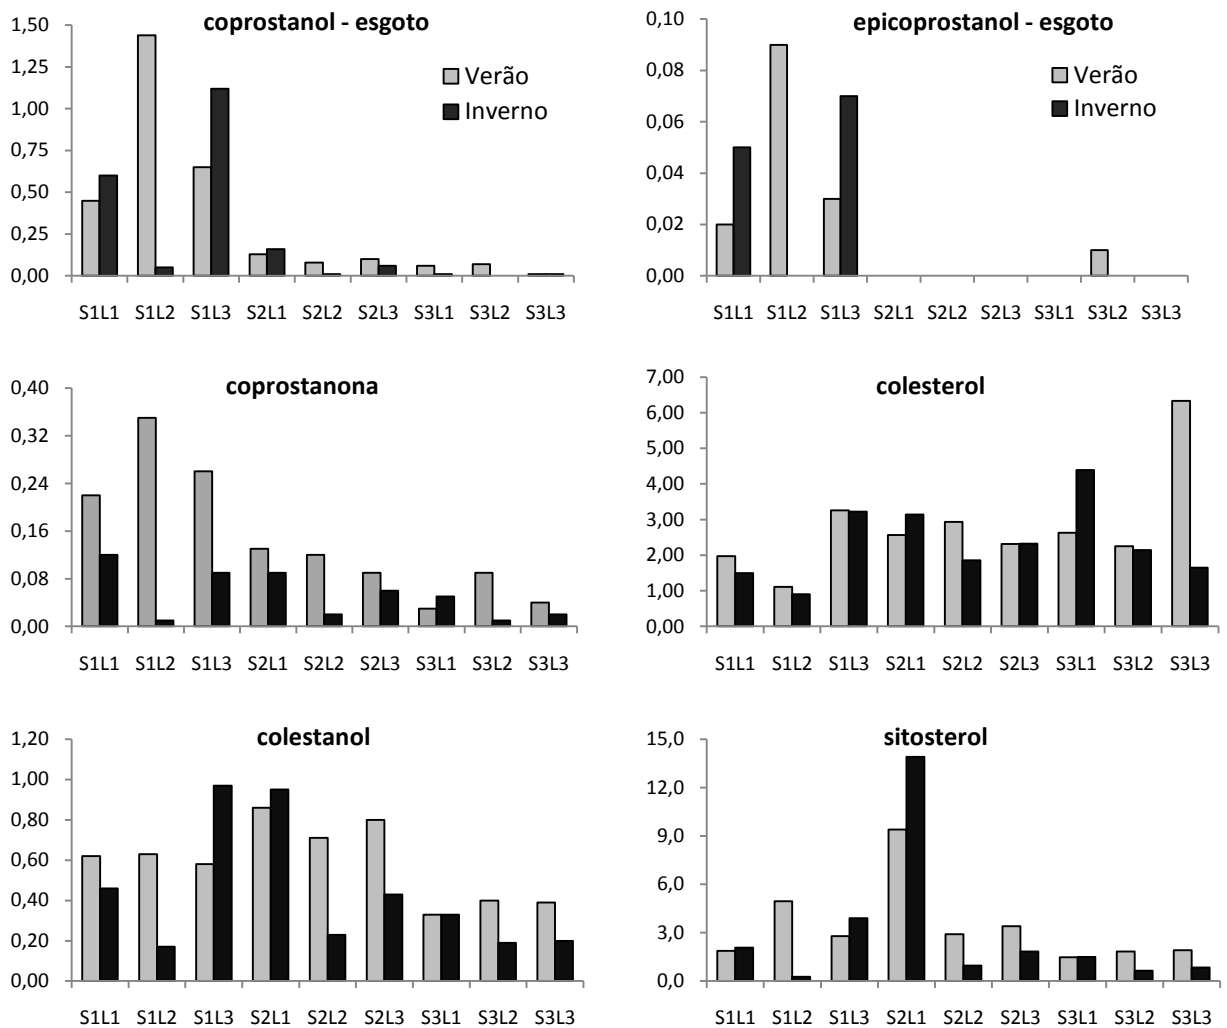 coprostanol - esgoto
1,50
1,25
1,00
0,75
0,50
0,25
0,00
Verão
Inverno
S1L1 S1L2 S1L3 S2L1 S2L2 S2L3 S3L1 S3L2 S3L3
epicoprostanol - esgoto
0,10
0,08
0,06
0,04
0,02
0,00
Verão
Inverno
S1L1 S1L2 S1L3 S2L1 S2L2 S2L3 S3L1 S3L2 S3L3
coprostanona
0,40
0,32
0,24
0,16
0,08
0,00
S1L1 S1L2 S1L3 S2L1 S2L2 S2L3 S3L1 S3L2 S3L3
colesterol
7,00
6,00
5,00
4,00
3,00
2,00
1,00
0,00
S1L1 S1L2 S1L3 S2L1 S2L2 S2L3 S3L1 S3L2 S3L3
colestanol
1,20
1,00
0,80
0,60
0,40
0,20
0,00
S1L1 S1L2 S1L3 S2L1 S2L2 S2L3 S3L1 S3L2 S3L3
sitosterol
15,0
12,0
9,0
6,0
3,0
0,0
S1L1 S1L2 S1L3 S2L1 S2L2 S2L3 S3L1 S3L2 S3L3